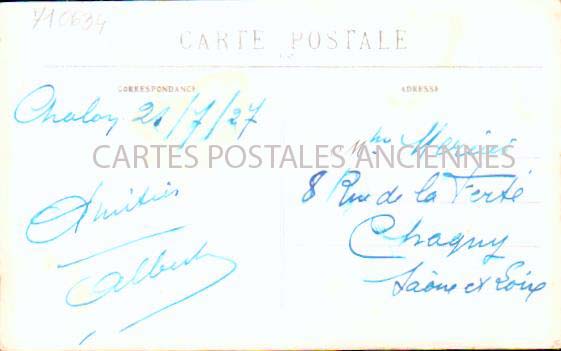 710634
CARTE POSTALE
CORRESPONDANCE
ADRESSE
Chalon 21/7/27
CARTES POSTALES ANCIENNES
Amitiés
Albert
8 Rue de la Ferté
Chagny
Saône et Loire